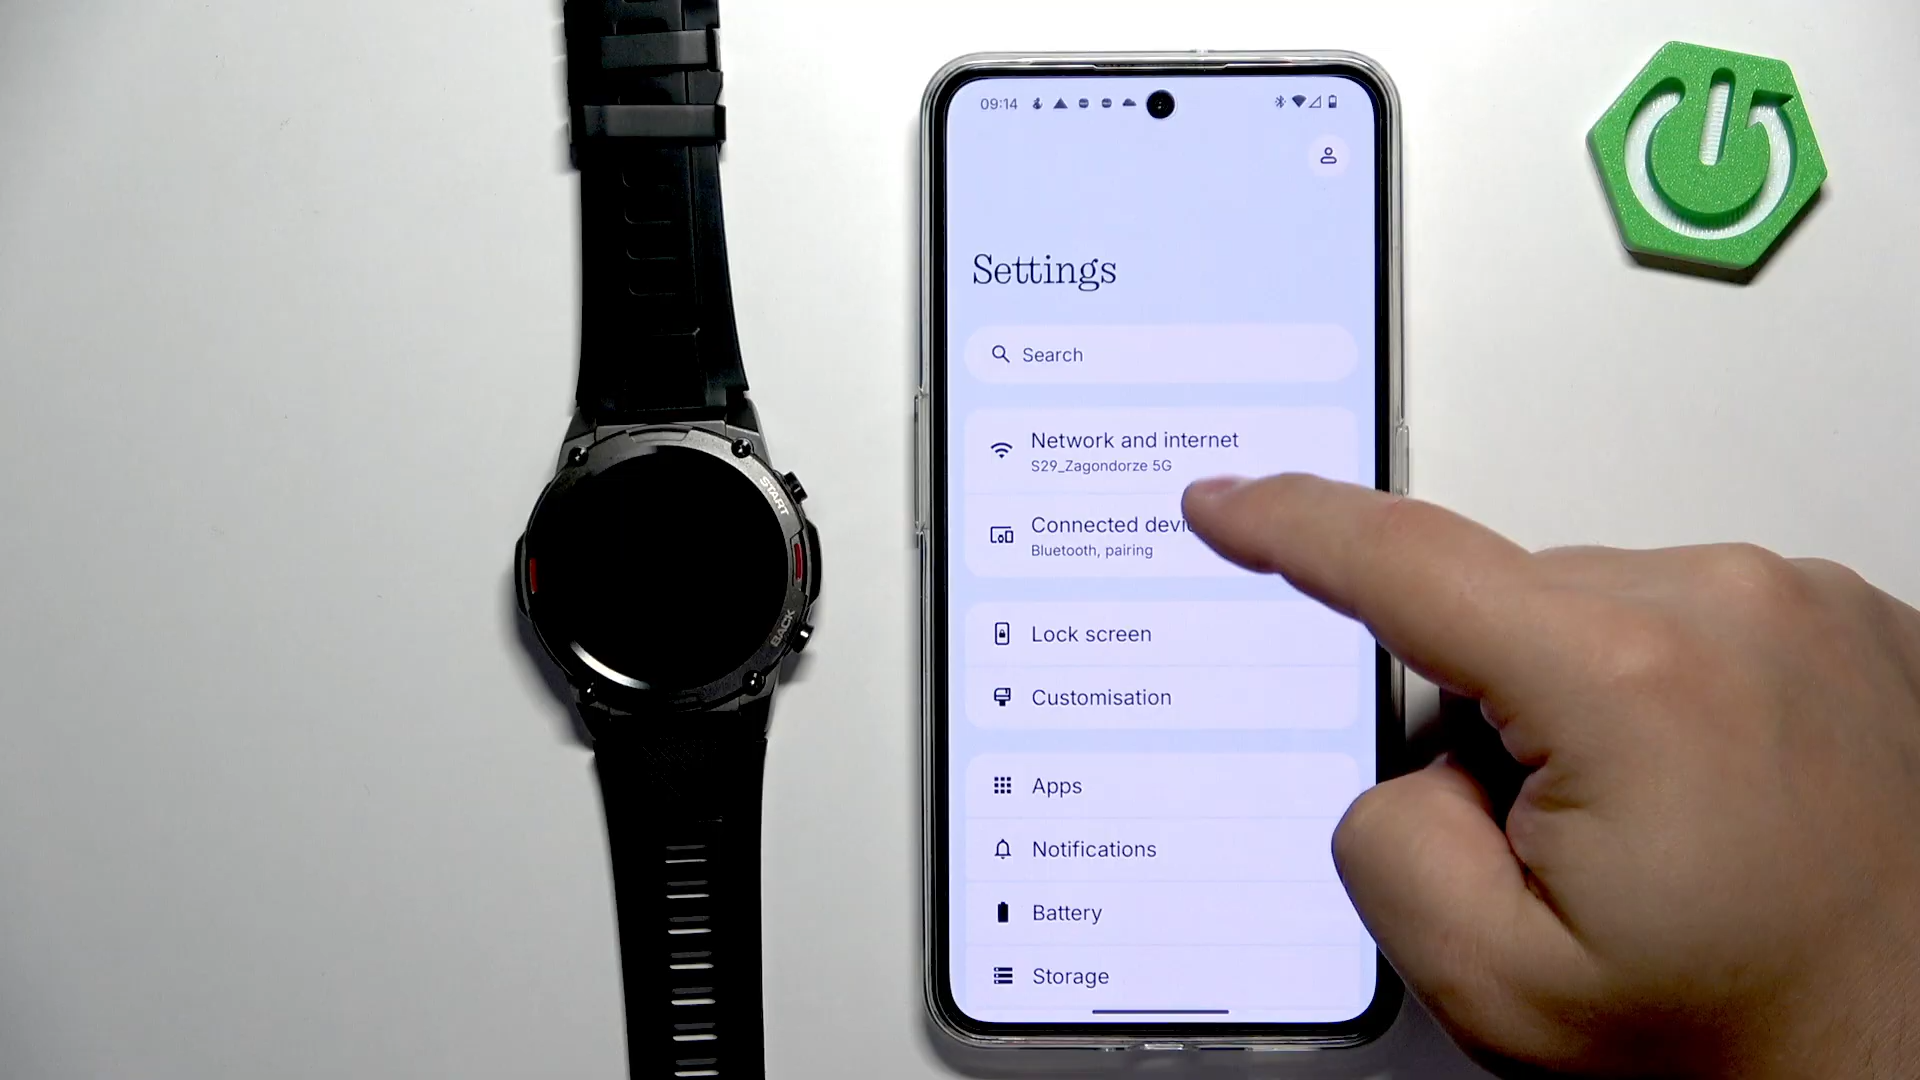 START
BACK
09:14
Settings
Search
Network and internet
S29_Zagondorze 5G
Connected devi
Bluetooth, pairing
Lock screen
Customisation
Apps
Notifications
Battery
Storage